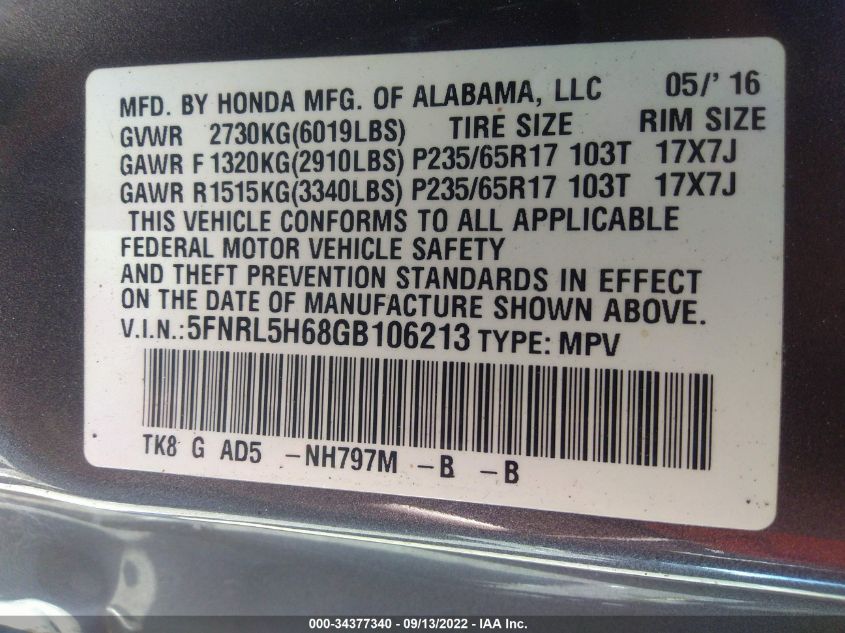 MFD. BY HONDA MFG. OF ALABAMA, LLC 05/' 16
GVWR 2730KG(6019LBS) TIRE SIZE RIM SIZE
GAWR F 1320KG(2910LBS) P235/65R17 103T 17X7J
GAWR R1515KG(3340LBS) P235/65R17 103T 17X7J
THIS VEHICLE CONFORMS TO ALL APPLICABLE
FEDERAL MOTOR VEHICLE SAFETY
AND THEFT PREVENTION STANDARDS IN EFFECT
ON THE DATE OF MANUFACTURE SHOWN ABOVE.
V.I.N.:5FNRL5H68GB106213 TYPE: MPV
TK8 G AD5 -NH797M -B -B
000-34377340 - 09/13/2022 - IAA Inc.